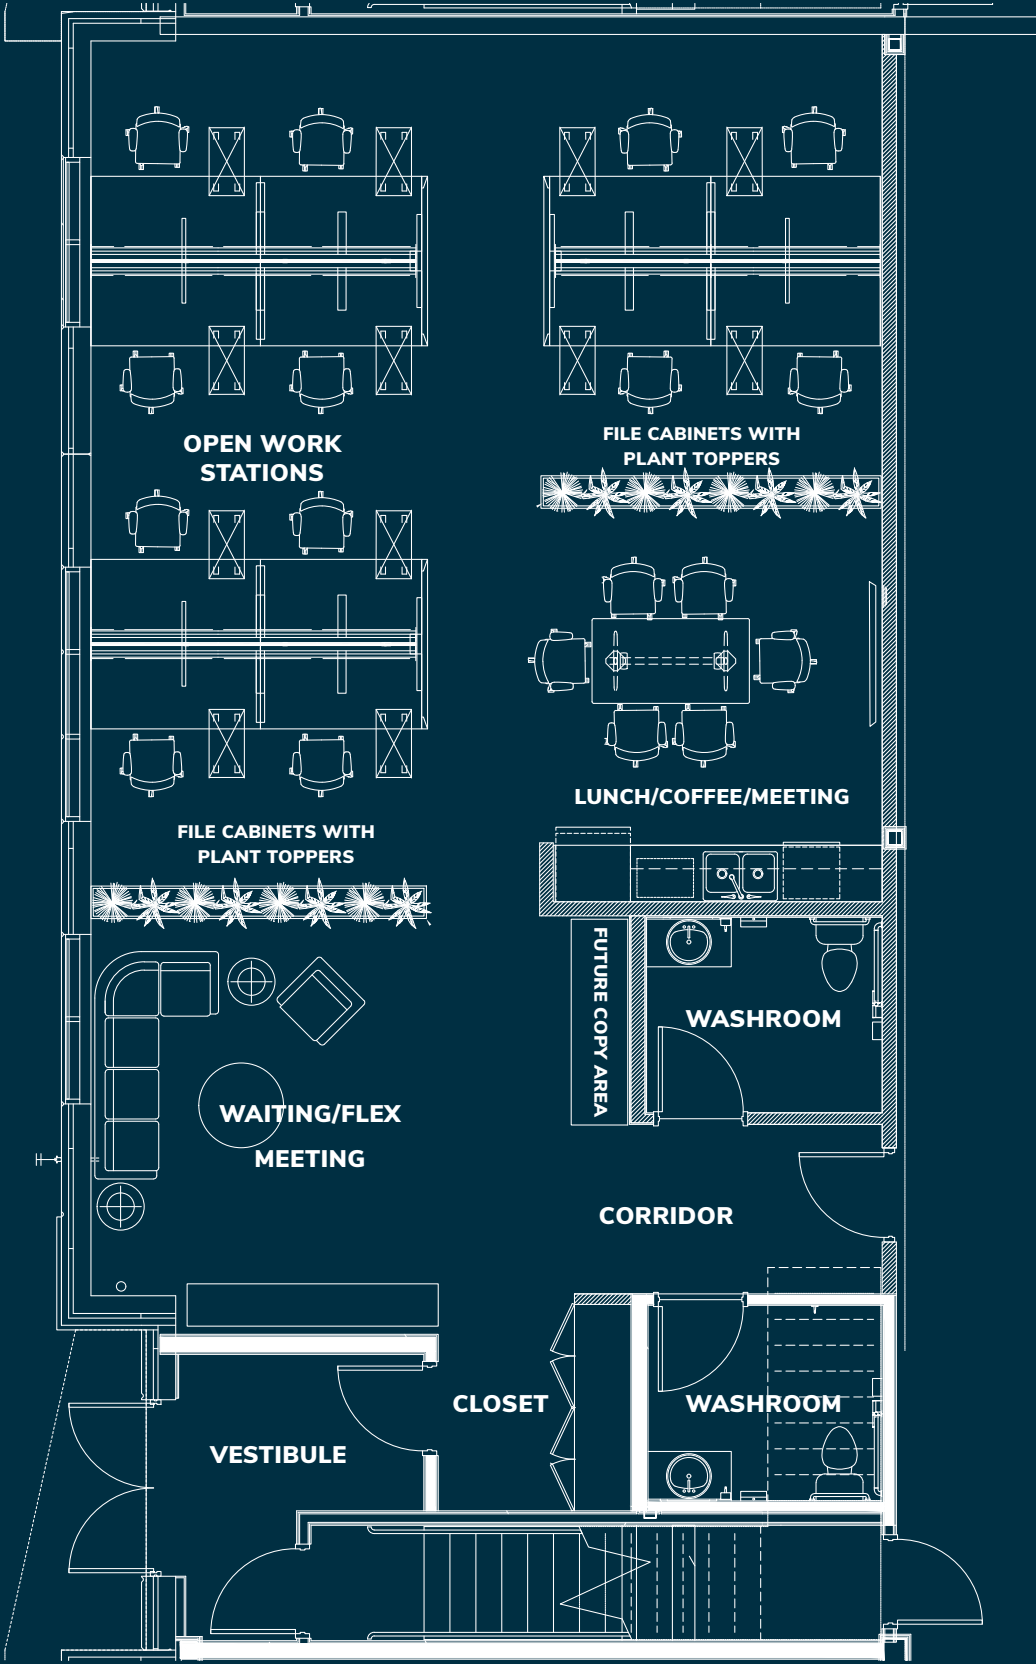 OPEN WORK
STATIONS
FILE CABINETS WITH
PLANT TOPPERS
LUNCH/COFFEE/MEETING
FILE CABINETS WITH
PLANT TOPPERS
FUTURE COPY AREA
WASHROOM
WAITING/FLEX
MEETING
CORRIDOR
CLOSET
WASHROOM
VESTIBULE